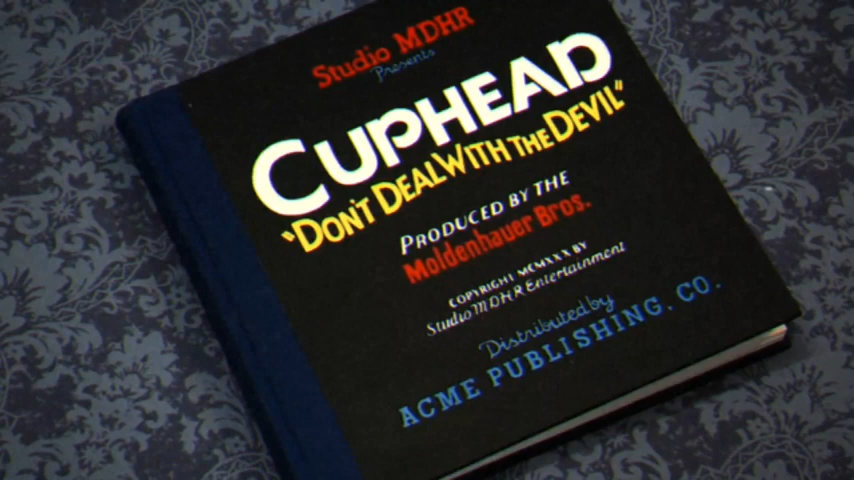 Studio MDHR
Presents
CUPHEAD
"DON'T DEAL WITH THE DEVIL"
PRODUCED BY THE
Moldenhauer Bros.
COPYRIGHT MCMXXX BY
Studio MDHR Entertainment
Distributed by
ACME PUBLISHING. CO.